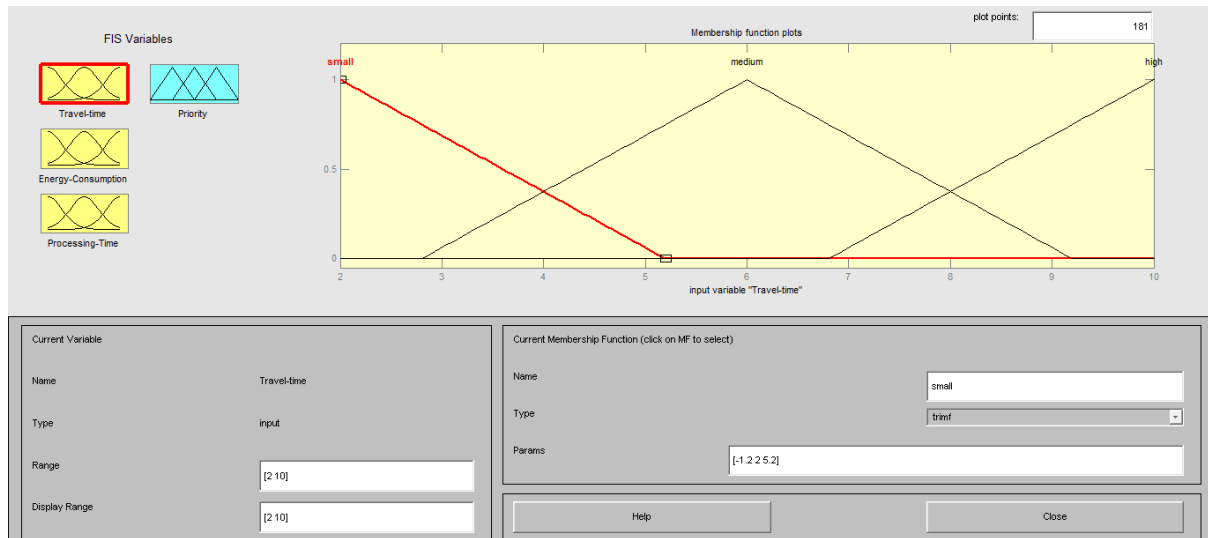 plot points:
181
FIS Variables
Membership function plots
Travel-time
Priority
Energy-Consumption
Processing-Time
small
medium
high
1
0.5
0
2
3
4
5
6
7
8
9
10
input variable "Travel-time"
Current Variable
Name
Travel-time
Type
input
Range
[2 10]
Display Range
[2 10]
Current Membership Function (click on MF to select)
Name
small
Type
trimf
Params
[-1.2 2 5.2]
Help
Close